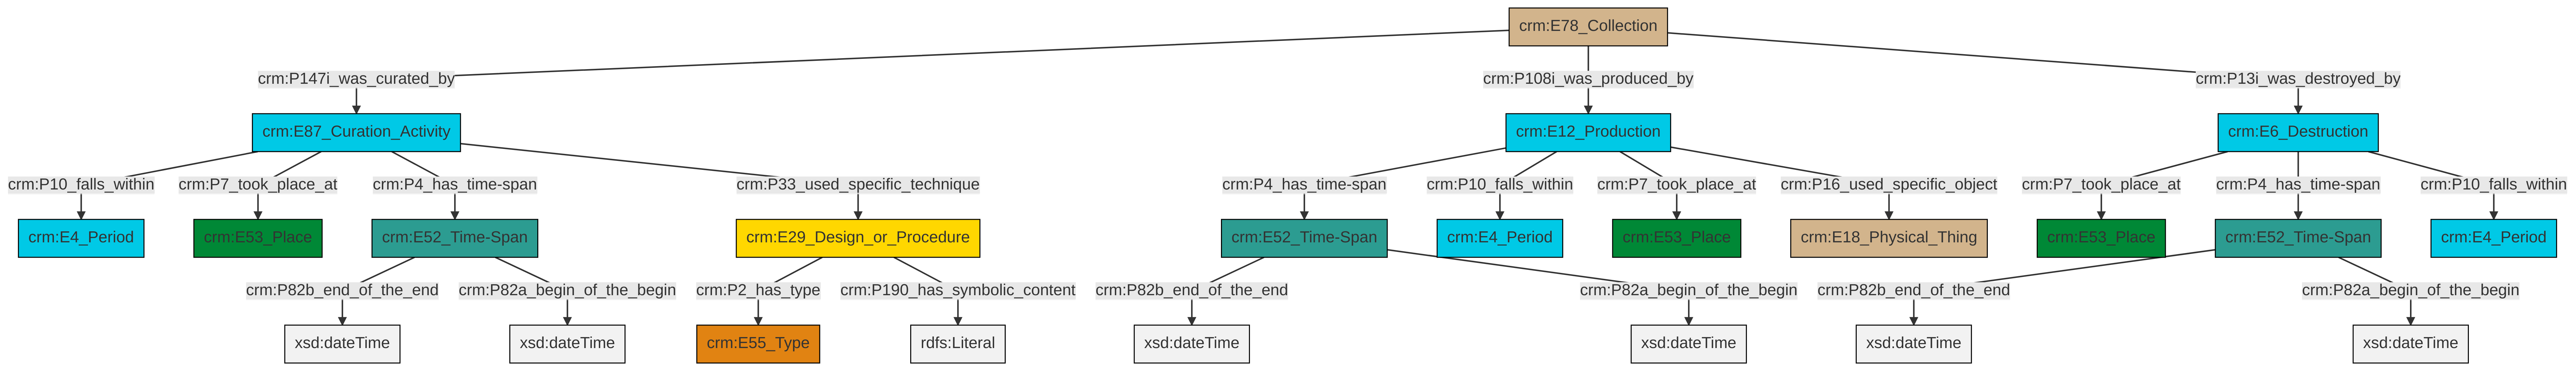 crm:E78_Collection
crm:P147i_was_curated_by
crm:P108i_was_produced_by
crm:P13i_was_destroyed_by
crm:E87_Curation_Activity
crm:E12_Production
crm:E6_Destruction
crm:P10_falls_within
crm:P7_took_place_at
crm:P4_has_time-span
crm:P33_used_specific_technique
crm:P4_has_time-span
crm:P10_falls_within
crm:P7_took_place_at
crm:P16_used_specific_object
crm:P7_took_place_at
crm:P4_has_time-span
crm:P10_falls_within
crm:E4_Period
crm:E53_Place
crm:E52_Time-Span
crm:E29_Design_or_Procedure
crm:E52_Time-Span
crm:E4_Period
crm:E53_Place
crm:E18_Physical_Thing
crm:E53_Place
crm:E52_Time-Span
crm:E4_Period
crm:P82b_end_of_the_end
crm:P82a_begin_of_the_begin
crm:P2_has_type
crm:P190_has_symbolic_content
crm:P82b_end_of_the_end
crm:P82a_begin_of_the_begin
crm:P82b_end_of_the_end
crm:P82a_begin_of_the_begin
xsd:dateTime
xsd:dateTime
crm:E55_Type
rdfs:Literal
xsd:dateTime
xsd:dateTime
xsd:dateTime
xsd:dateTime